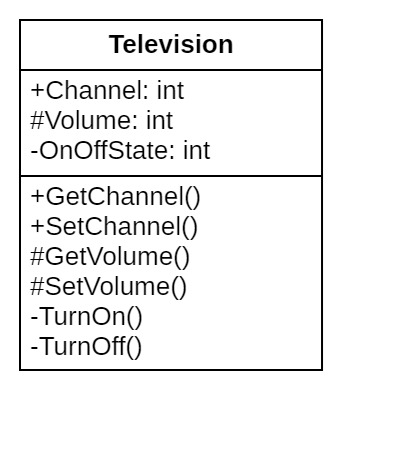 Television
+Channel: int
#Volume: int
-OnOffState: int
+GetChannel()
+SetChannel()
#GetVolume()
#SetVolume()
-TurnOn()
-TurnOff()